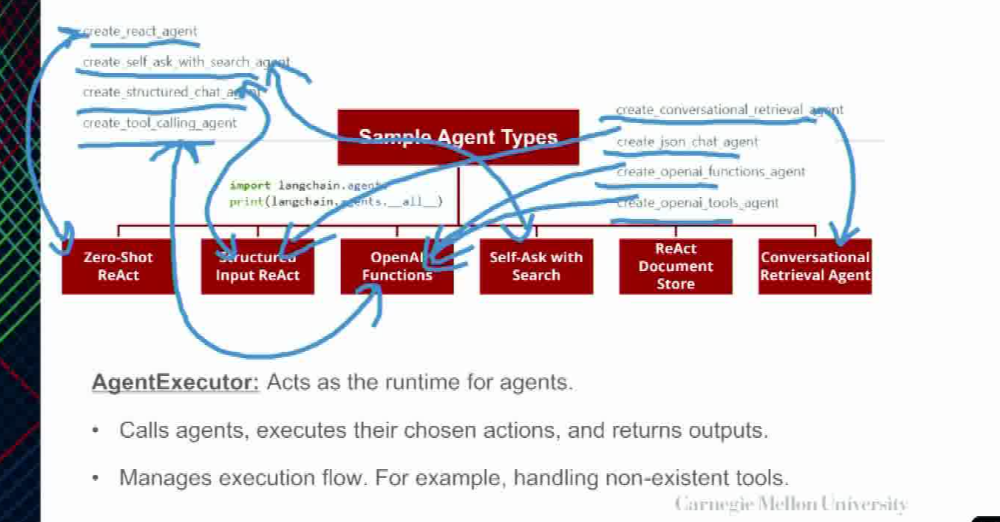 create_react_agent
create_self_ask_with_search_agent
create_structured_chat_agent
create_tool_calling_agent
Sample Agent Types
create_conversational_retrieval_agent
create_json_chat_agent
create_openai_functions_agent
create_openai_tools_agent
import langchain.agents
print(langchain.agents.__all__)
Zero-Shot
ReAct
Structured
Input ReAct
OpenAI
Functions
Self-Ask with
Search
ReAct
Document
Store
Conversational
Retrieval Agent
AgentExecutor: Acts as the runtime for agents.
• Calls agents, executes their chosen actions, and returns outputs.
• Manages execution flow. For example, handling non-existent tools.
Carnegie Mellon University